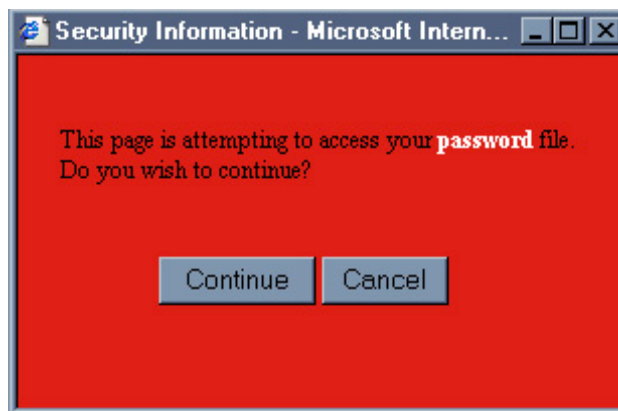 Security Information - Microsoft Intern...
This page is attempting to access your password file.
Do you wish to continue?
Continue Cancel